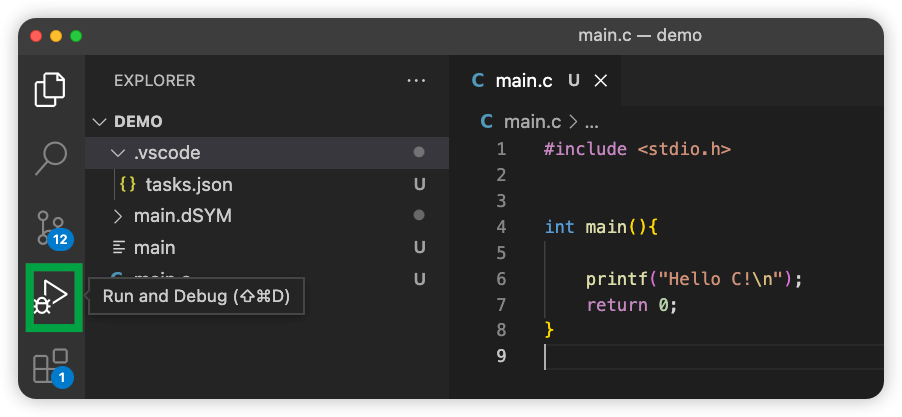 main.c — demo
EXPLORER ···
DEMO
.vscode
{} tasks.json U
main.dSYM
main U
main.c U
12
Run and Debug (⇧⌘D)
1
C main.c U
C main.c > ...
1 #include <stdio.h>
2
3
4 int main(){
5
6 printf("Hello C!\n");
7 return 0;
8 }
9